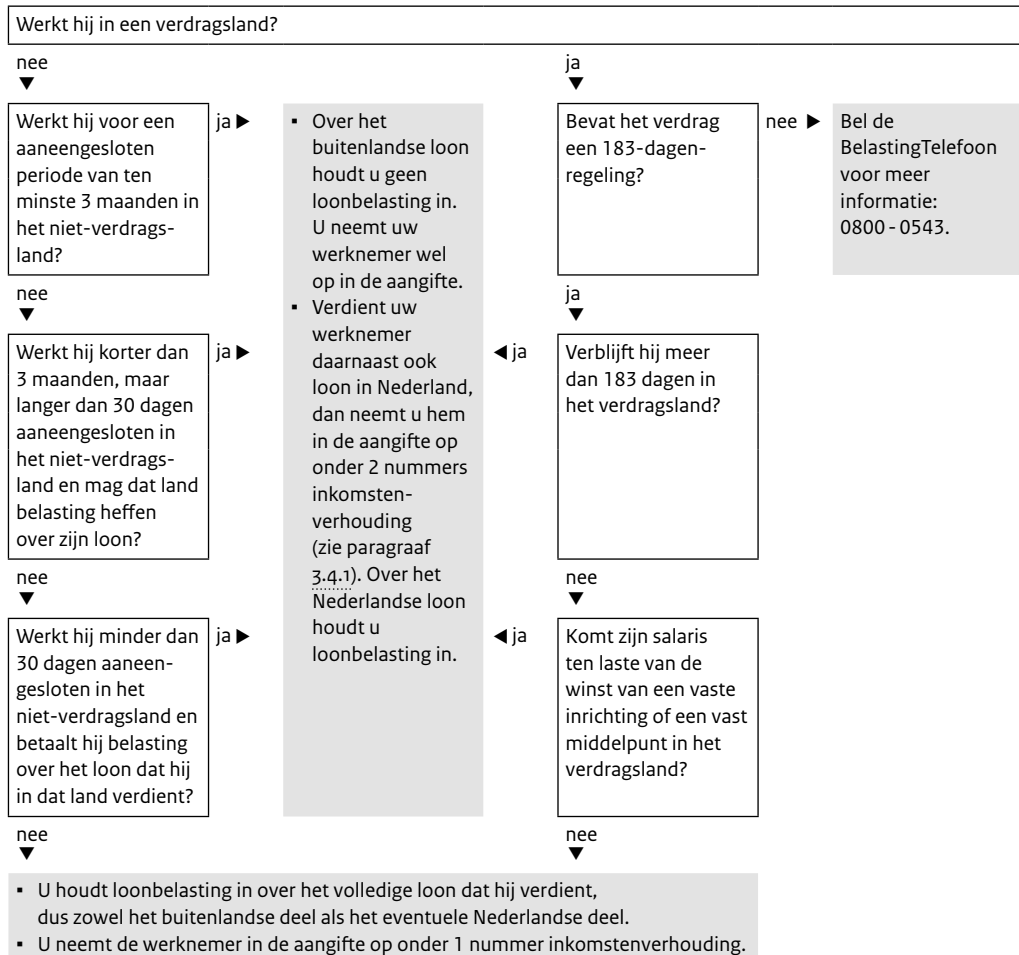 Werkt hij in een verdragsland?
nee
▼
ja
▼
Werkt hij voor een
aaneengesloten
periode van ten
minste 3 maanden in
het niet-verdrags-
land?
ja ▶
▪ Over het
buitenlandse loon
houdt u geen
loonbelasting in.
U neemt uw
werknemer wel
op in de aangifte.
▪ Verdient uw
werknemer
daarnaast ook
loon in Nederland,
dan neemt u hem
in de aangifte op
onder 2 nummers
inkomsten-
verhouding
(zie paragraaf
3.4.1). Over het
Nederlandse loon
houdt u
loonbelasting in.
Bevat het verdrag
een 183-dagen-
regeling?
nee ▶
Bel de
BelastingTelefoon
voor meer
informatie:
0800 - 0543.
nee
▼
ja
▼
Werkt hij korter dan
3 maanden, maar
langer dan 30 dagen
aaneengesloten in
het niet-verdrags-
land en mag dat land
belasting heffen
over zijn loon?
ja ▶
◀ ja
Verblijft hij meer
dan 183 dagen in
het verdragsland?
nee
▼
nee
▼
Werkt hij minder dan
30 dagen aaneen-
gesloten in het
niet-verdragsland en
betaalt hij belasting
over het loon dat hij
in dat land verdient?
ja ▶
◀ ja
Komt zijn salaris
ten laste van de
winst van een vaste
inrichting of een vast
middelpunt in het
verdragsland?
nee
▼
nee
▼
▪ U houdt loonbelasting in over het volledige loon dat hij verdient,
dus zowel het buitenlandse deel als het eventuele Nederlandse deel.
▪ U neemt de werknemer in de aangifte op onder 1 nummer inkomstenverhouding.